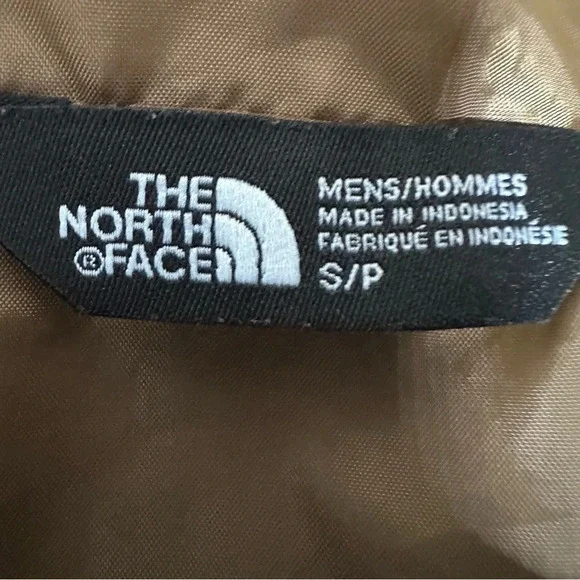 THE
NORTH
®FACE
MENS/HOMMES
MADE IN INDONESIA
FABRIQUÉ EN INDONÉSIE
S/P